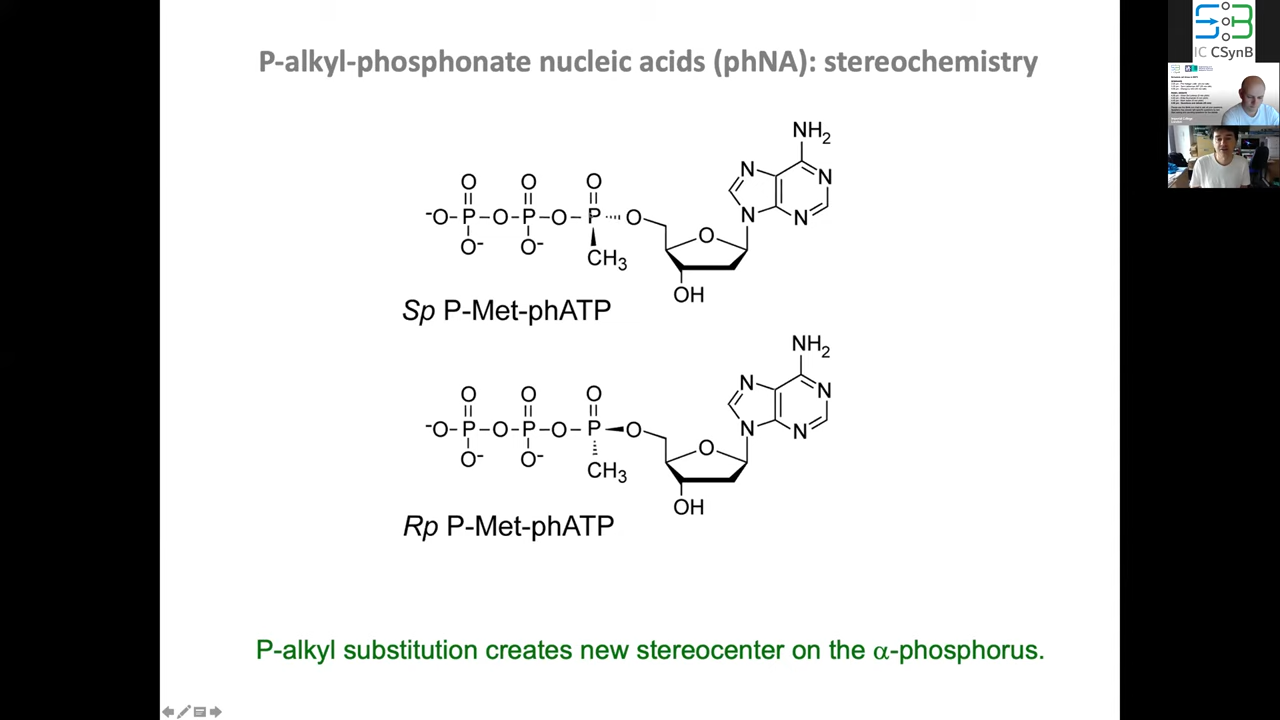 P-alkyl-phosphonate nucleic acids (phNA): stereochemistry
IC CSynB
NH2
O O O
N N
-O P O P O P O N N
O- O- CH3 O
OH
Sp P-Met-phATP
NH2
O O O
N N
-O P O P O P O N N
O- O- CH3 O
OH
Rp P-Met-phATP
P-alkyl substitution creates new stereocenter on the α-phosphorus.